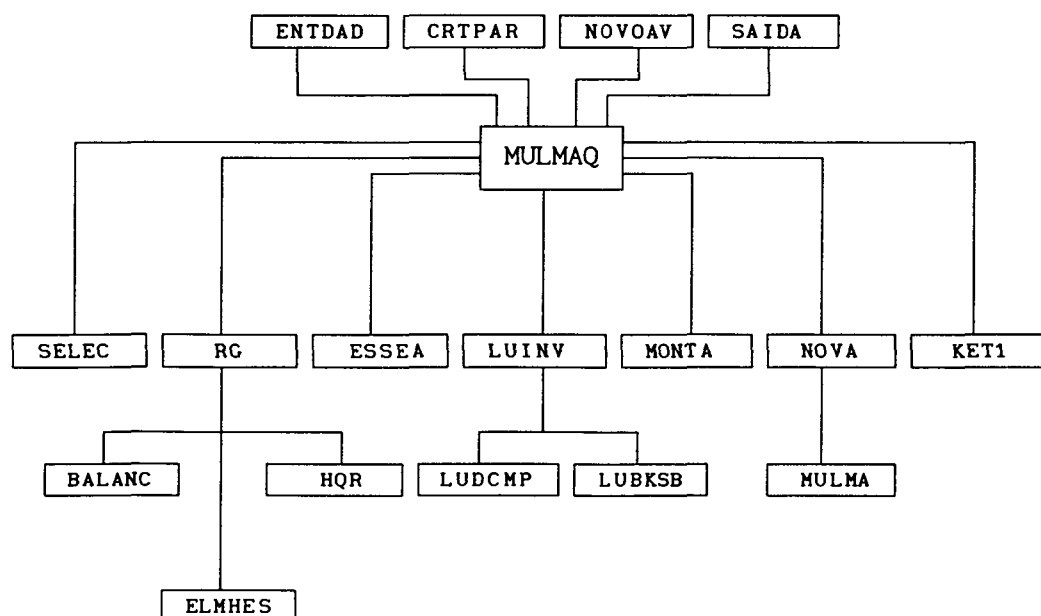 ENTDAD CRTPAR NOVOAV SAIDA
MULMAQ
SELEC RG ESSEA LUINV MONTA NOVA KET1
BALANC HQR LUDCMP LUBKSB MULMA
ELMHES